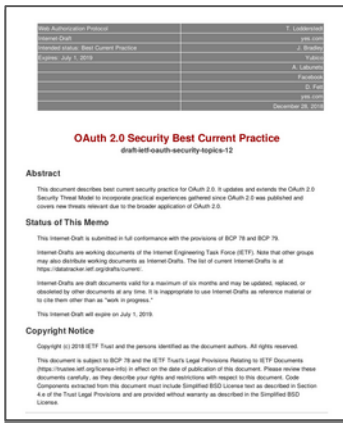 Web Authorization Protocol T. Lodderstedt
Internet-Draft yes.com
Intended status: Best Current Practice J. Bradley
Expires: July 1, 2019 Yubico
A. Labunets
Facebook
D. Fett
yes.com
December 28, 2018
OAuth 2.0 Security Best Current Practice
draft-ietf-oauth-security-topics-12
Abstract
This document describes best current security practice for OAuth 2.0. It updates and extends the OAuth 2.0
Security Threat Model to incorporate practical experiences gathered since OAuth 2.0 was published and
covers new threats relevant due to the broader application of OAuth 2.0.
Status of This Memo
This Internet-Draft is submitted in full conformance with the provisions of BCP 78 and BCP 79.
Internet-Drafts are working documents of the Internet Engineering Task Force (IETF). Note that other groups
may also distribute working documents as Internet-Drafts. The list of current Internet-Drafts is at
https://datatracker.ietf.org/drafts/current/.
Internet-Drafts are draft documents valid for a maximum of six months and may be updated, replaced, or
obsoleted by other documents at any time. It is inappropriate to use Internet-Drafts as reference material or
to cite them other than as "work in progress."
This Internet-Draft will expire on July 1, 2019.
Copyright Notice
Copyright (c) 2018 IETF Trust and the persons identified as the document authors. All rights reserved.
This document is subject to BCP 78 and the IETF Trust's Legal Provisions Relating to IETF Documents
(https://trustee.ietf.org/license-info) in effect on the date of publication of this document. Please review these
documents carefully, as they describe your rights and restrictions with respect to this document. Code
Components extracted from this document must include Simplified BSD License text as described in Section
4.e of the Trust Legal Provisions and are provided without warranty as described in the Simplified BSD
License.